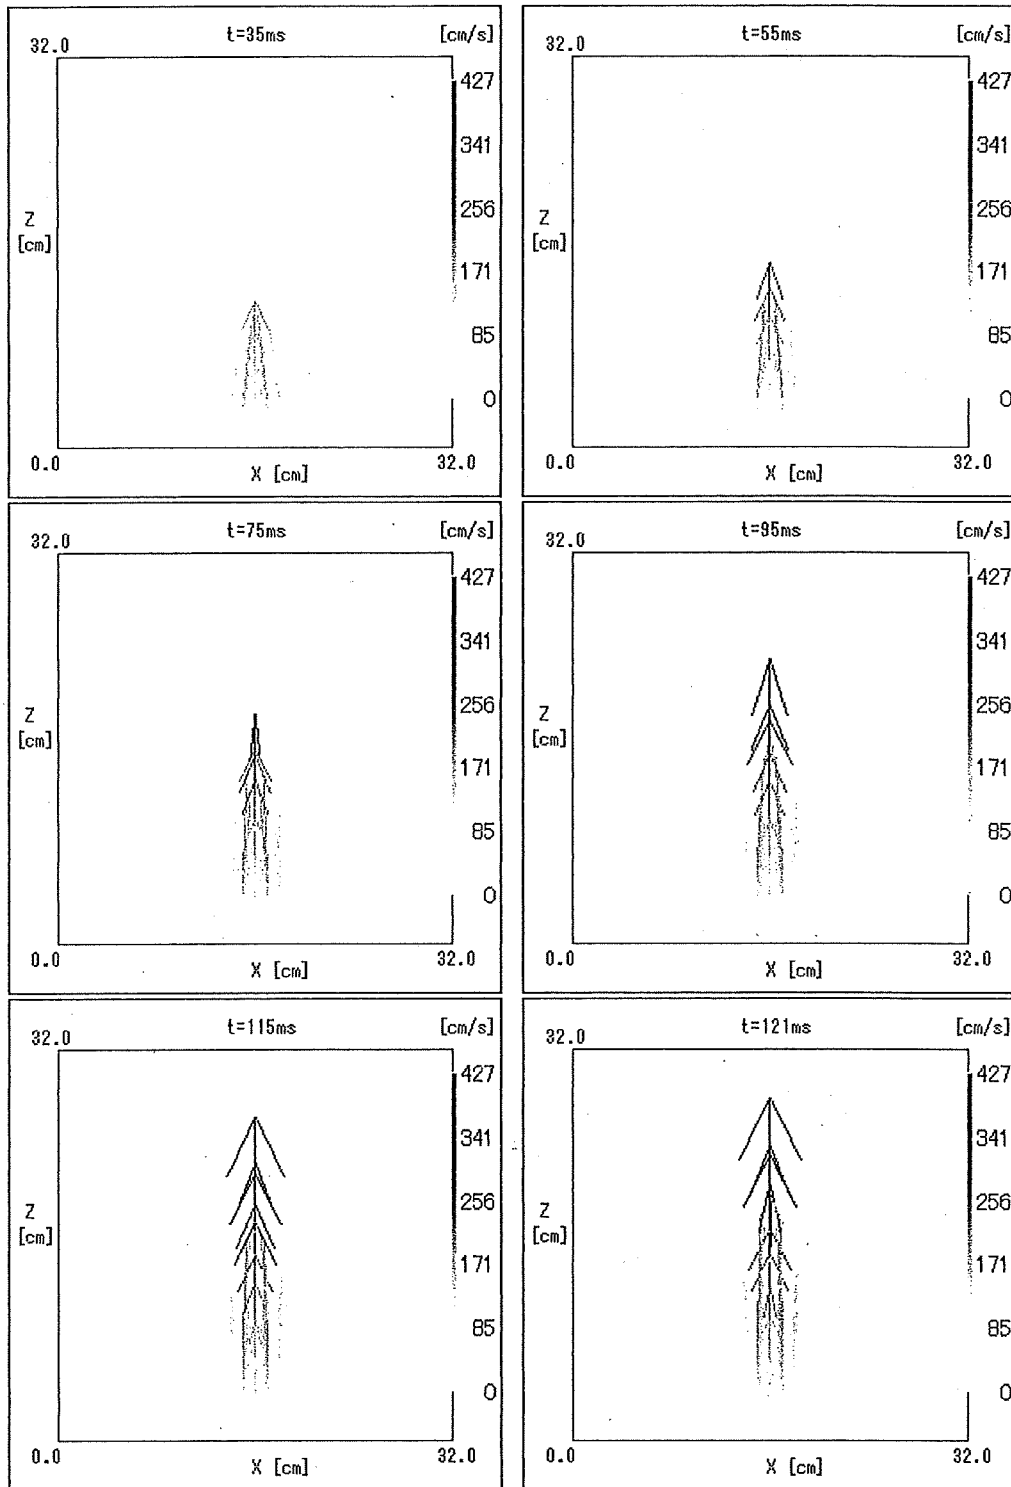 t=35ms [cm/s]
32.0
427
341
256
Z
[cm]
171
85
0
0.0 X [cm] 32.0
t=55ms [cm/s]
32.0
427
341
256
Z
[cm]
171
85
0
0.0 X [cm] 32.0
t=75ms [cm/s]
32.0
427
341
256
Z
[cm]
171
85
0
0.0 X [cm] 32.0
t=95ms [cm/s]
32.0
427
341
256
Z
[cm]
171
85
0
0.0 X [cm] 32.0
t=115ms [cm/s]
32.0
427
341
256
Z
[cm]
171
85
0
0.0 X [cm] 32.0
t=121ms [cm/s]
32.0
427
341
256
Z
[cm]
171
85
0
0.0 X [cm] 32.0